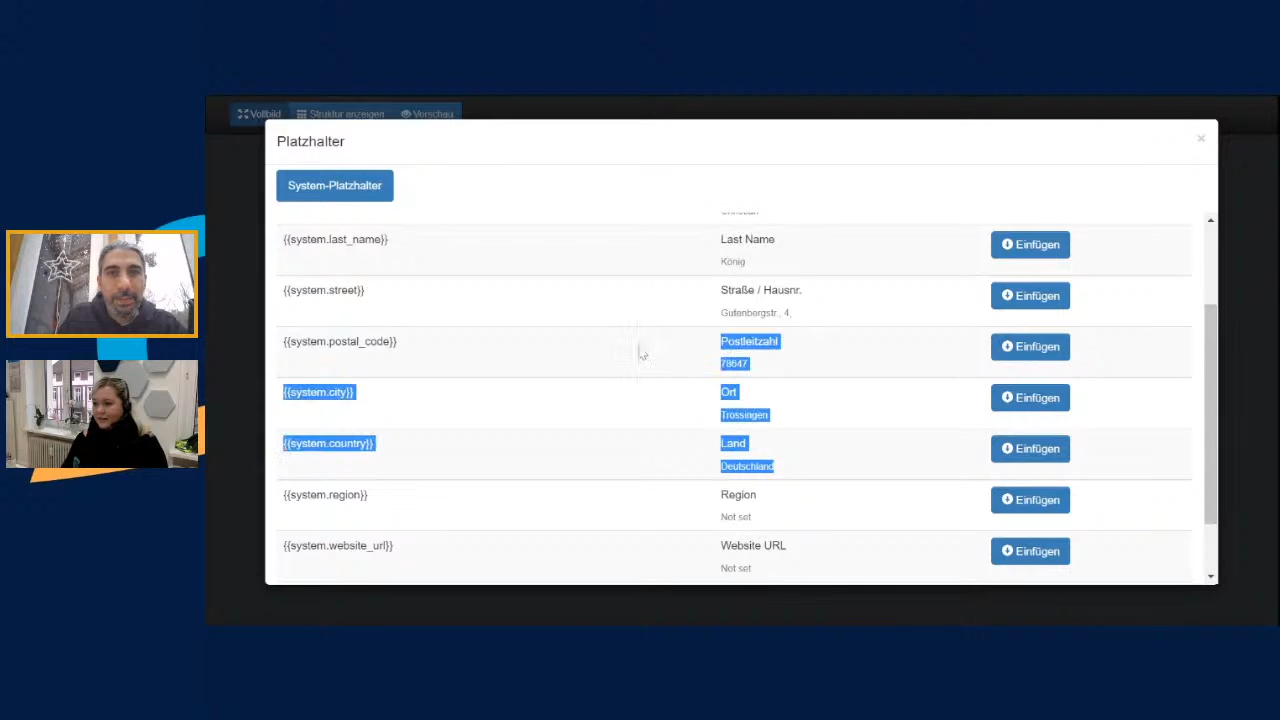 Vollbild Struktur anzeigen Vorschau
Platzhalter ×
System-Platzhalter
Christian
{{system.last_name}} Last Name Einfügen
König
{{system.street}} Straße / Hausnr. Einfügen
Gutenbergstr., 4,
{{system.postal_code}} Postleitzahl Einfügen
78647
{{system.city}} Ort Einfügen
Trossingen
{{system.country}} Land Einfügen
Deutschland
{{system.region}} Region Einfügen
Not set
{{system.website_url}} Website URL Einfügen
Not set